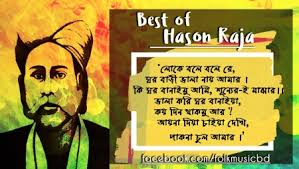 Best of
Hason Raja
"লোকে বলে বলে রে,
ঘর বাড়ী ভালা নায় আমার ।
কি ঘর বানাইমু আমি, শুন্যের-ই মাজার।।
ভালা করি ঘর বানাইয়া,
কয় দিন থাকমু আর ?
আয়না দিয়া চাইয়া দেখি,
পাকনা চুল আমার ।"
facebook.com/folkmusicbd